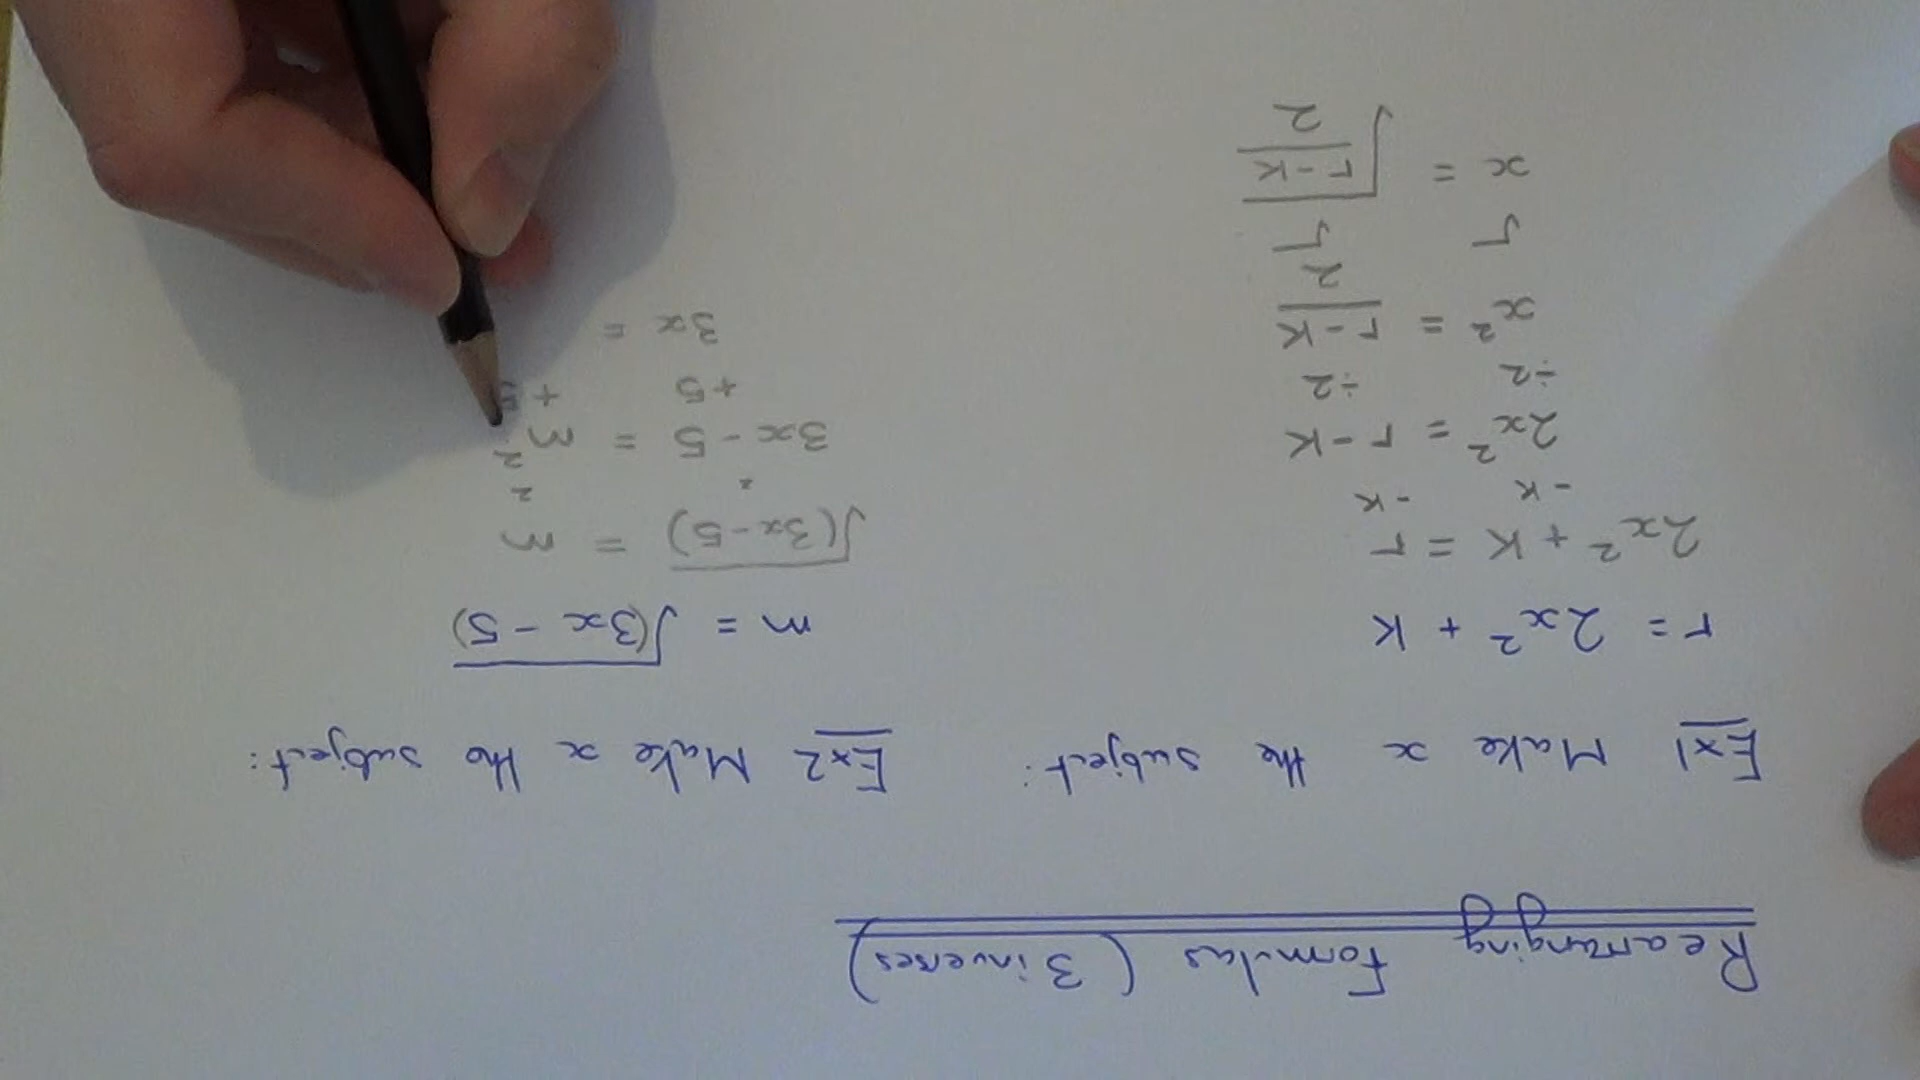 Rearranging Formulas (3 inverses)
Ex1 Make x the subject:
r = 2x² + k
2x² + k = r
-k -k
2x² = r - k
÷2 ÷2
x² = r - k
2
√ √
x = √r - k
2
Ex2 Make x the subject:
m = √(3x - 5)
√(3x - 5) = m
2 2
3x - 5 = m²
+5 +5
3x =